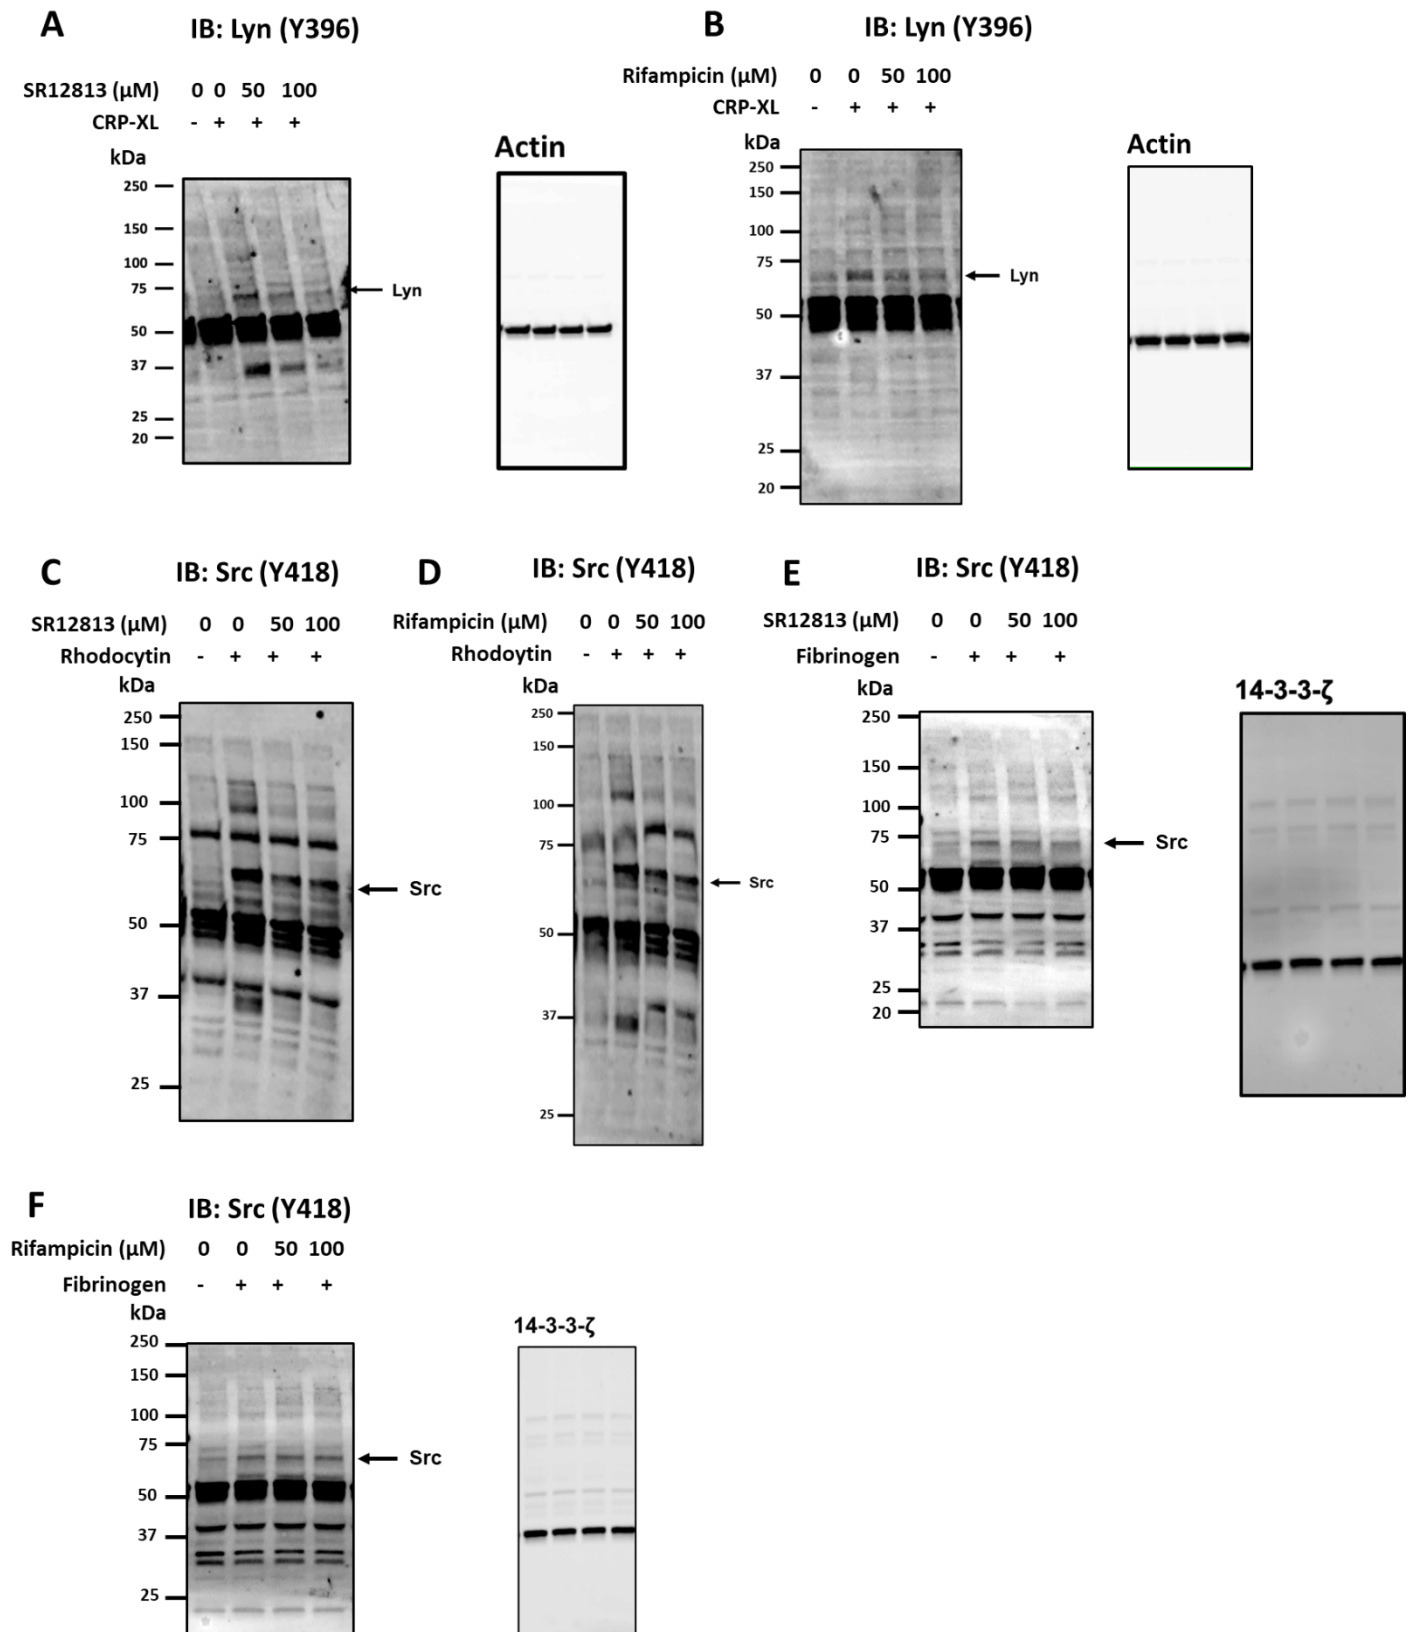 A
IB: Lyn (Y396)
SR12813 (µM) 0 0 50 100
CRP-XL - + + +
kDa
250
150
100
75
50
37
25
20
Lyn
Actin
B
IB: Lyn (Y396)
Rifampicin (µM) 0 0 50 100
CRP-XL - + + +
kDa
250
150
100
75
50
37
25
20
Lyn
Actin
C
IB: Src (Y418)
SR12813 (µM) 0 0 50 100
Rhodocytin - + + +
kDa
250
150
100
75
50
37
25
Src
D
IB: Src (Y418)
Rifampicin (µM) 0 0 50 100
Rhodoytin - + + +
kDa
250
150
100
75
50
37
25
Src
E
IB: Src (Y418)
SR12813 (µM) 0 0 50 100
Fibrinogen - + + +
kDa
250
150
100
75
50
37
25
20
Src
14-3-3-ζ
F
IB: Src (Y418)
Rifampicin (µM) 0 0 50 100
Fibrinogen - + + +
kDa
250
150
100
75
50
37
25
Src
14-3-3-ζ